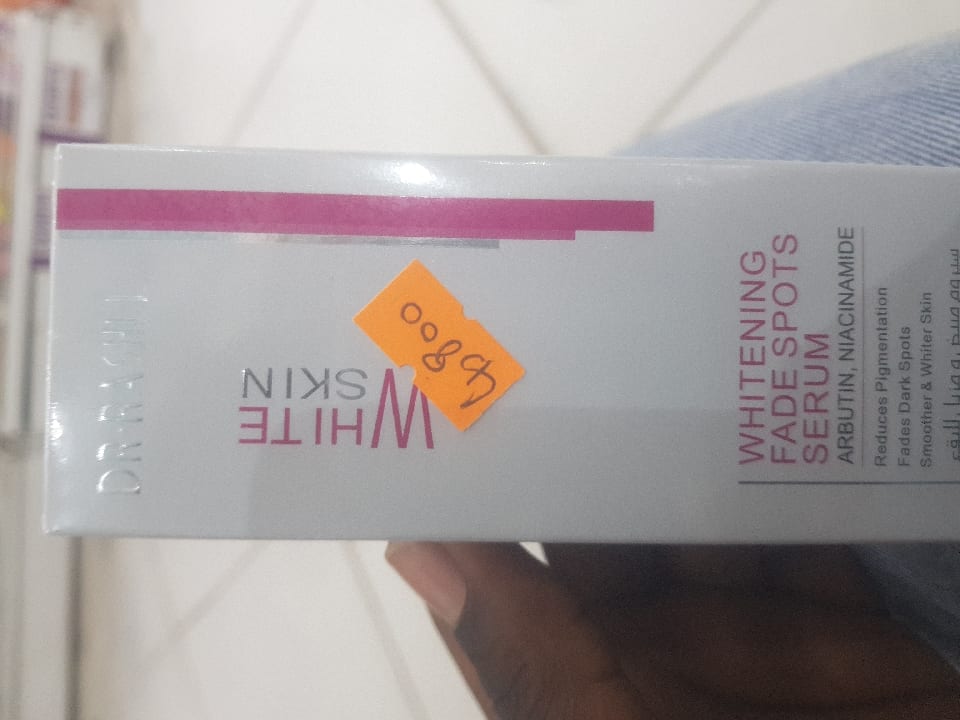 DR RASHEL
WHITE
SKIN
4800
WHITENING
FADE SPOTS
SERUM
ARBUTIN, NIACINAMIDE
Reduces Pigmentation
Fades Dark Spots
Smoother & Whiter Skin